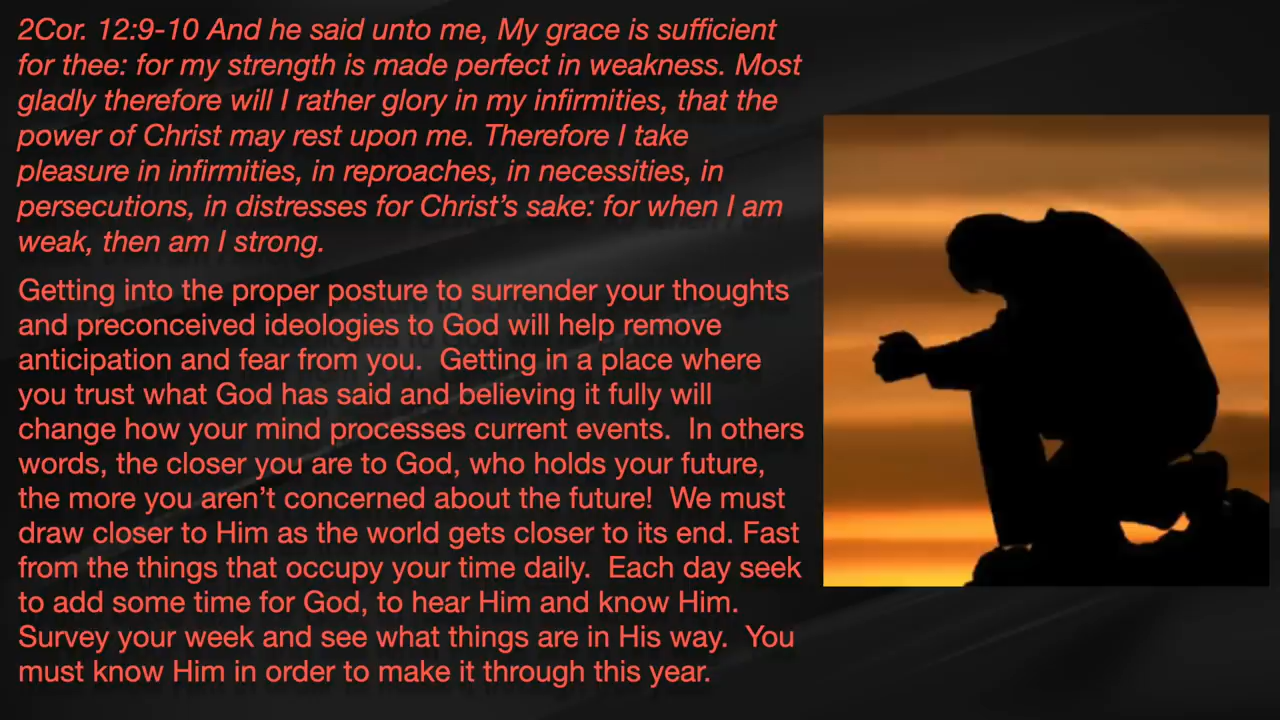 2Cor. 12:9-10 And he said unto me, My grace is sufficient
for thee: for my strength is made perfect in weakness. Most
gladly therefore will I rather glory in my infirmities, that the
power of Christ may rest upon me. Therefore I take
pleasure in infirmities, in reproaches, in necessities, in
persecutions, in distresses for Christ’s sake: for when I am
weak, then am I strong.
Getting into the proper posture to surrender your thoughts
and preconceived ideologies to God will help remove
anticipation and fear from you.  Getting in a place where
you trust what God has said and believing it fully will
change how your mind processes current events.  In others
words, the closer you are to God, who holds your future,
the more you aren’t concerned about the future!  We must
draw closer to Him as the world gets closer to its end. Fast
from the things that occupy your time daily.  Each day seek
to add some time for God, to hear Him and know Him.
Survey your week and see what things are in His way.  You
must know Him in order to make it through this year.